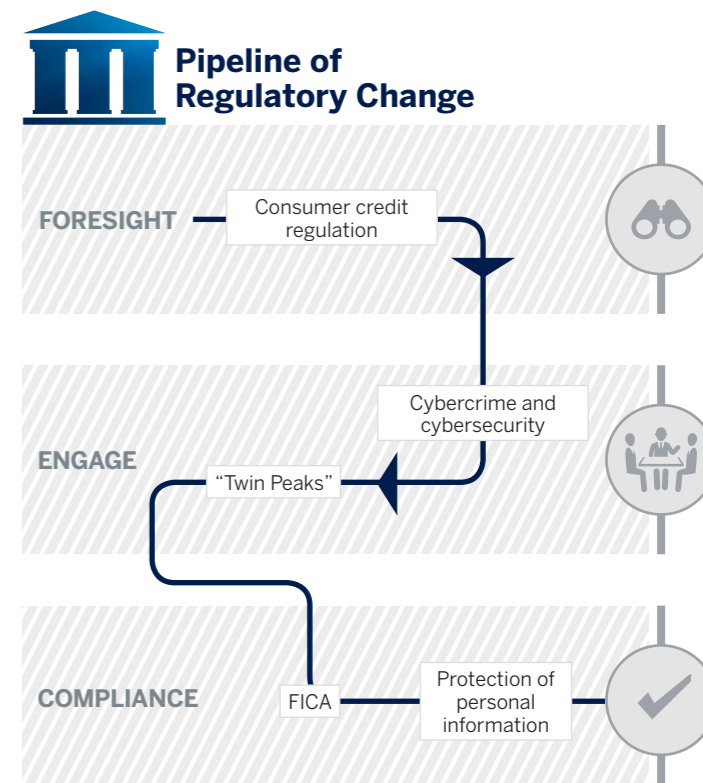 Pipeline of
Regulatory Change
FORESIGHT
Consumer credit
regulation
Cybercrime and
cybersecurity
ENGAGE
“Twin Peaks”
COMPLIANCE
FICA
Protection of
personal
information